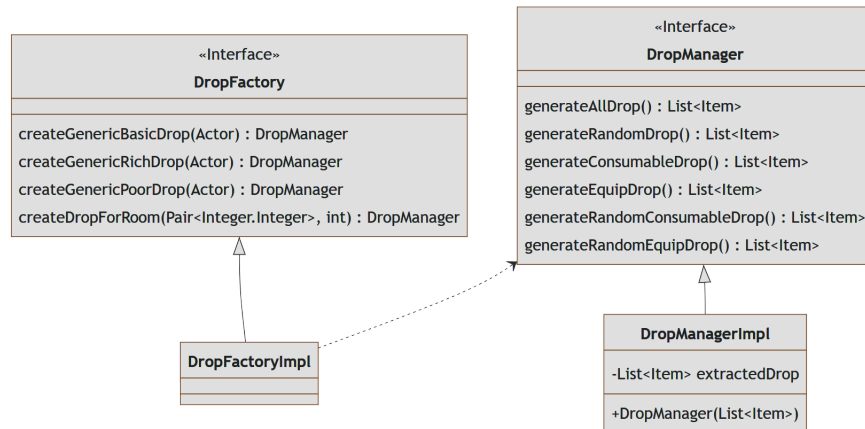 «Interface»
DropFactory
createGenericBasicDrop(Actor) : DropManager
createGenericRichDrop(Actor) : DropManager
createGenericPoorDrop(Actor) : DropManager
createDropForRoom(Pair<Integer.Integer>, int) : DropManager
«Interface»
DropManager
generateAllDrop() : List<Item>
generateRandomDrop() : List<Item>
generateConsumableDrop() : List<Item>
generateEquipDrop() : List<Item>
generateRandomConsumableDrop() : List<Item>
generateRandomEquipDrop() : List<Item>
DropFactoryImpl
DropManagerImpl
-List<Item> extractedDrop
+DropManager(List<Item>)